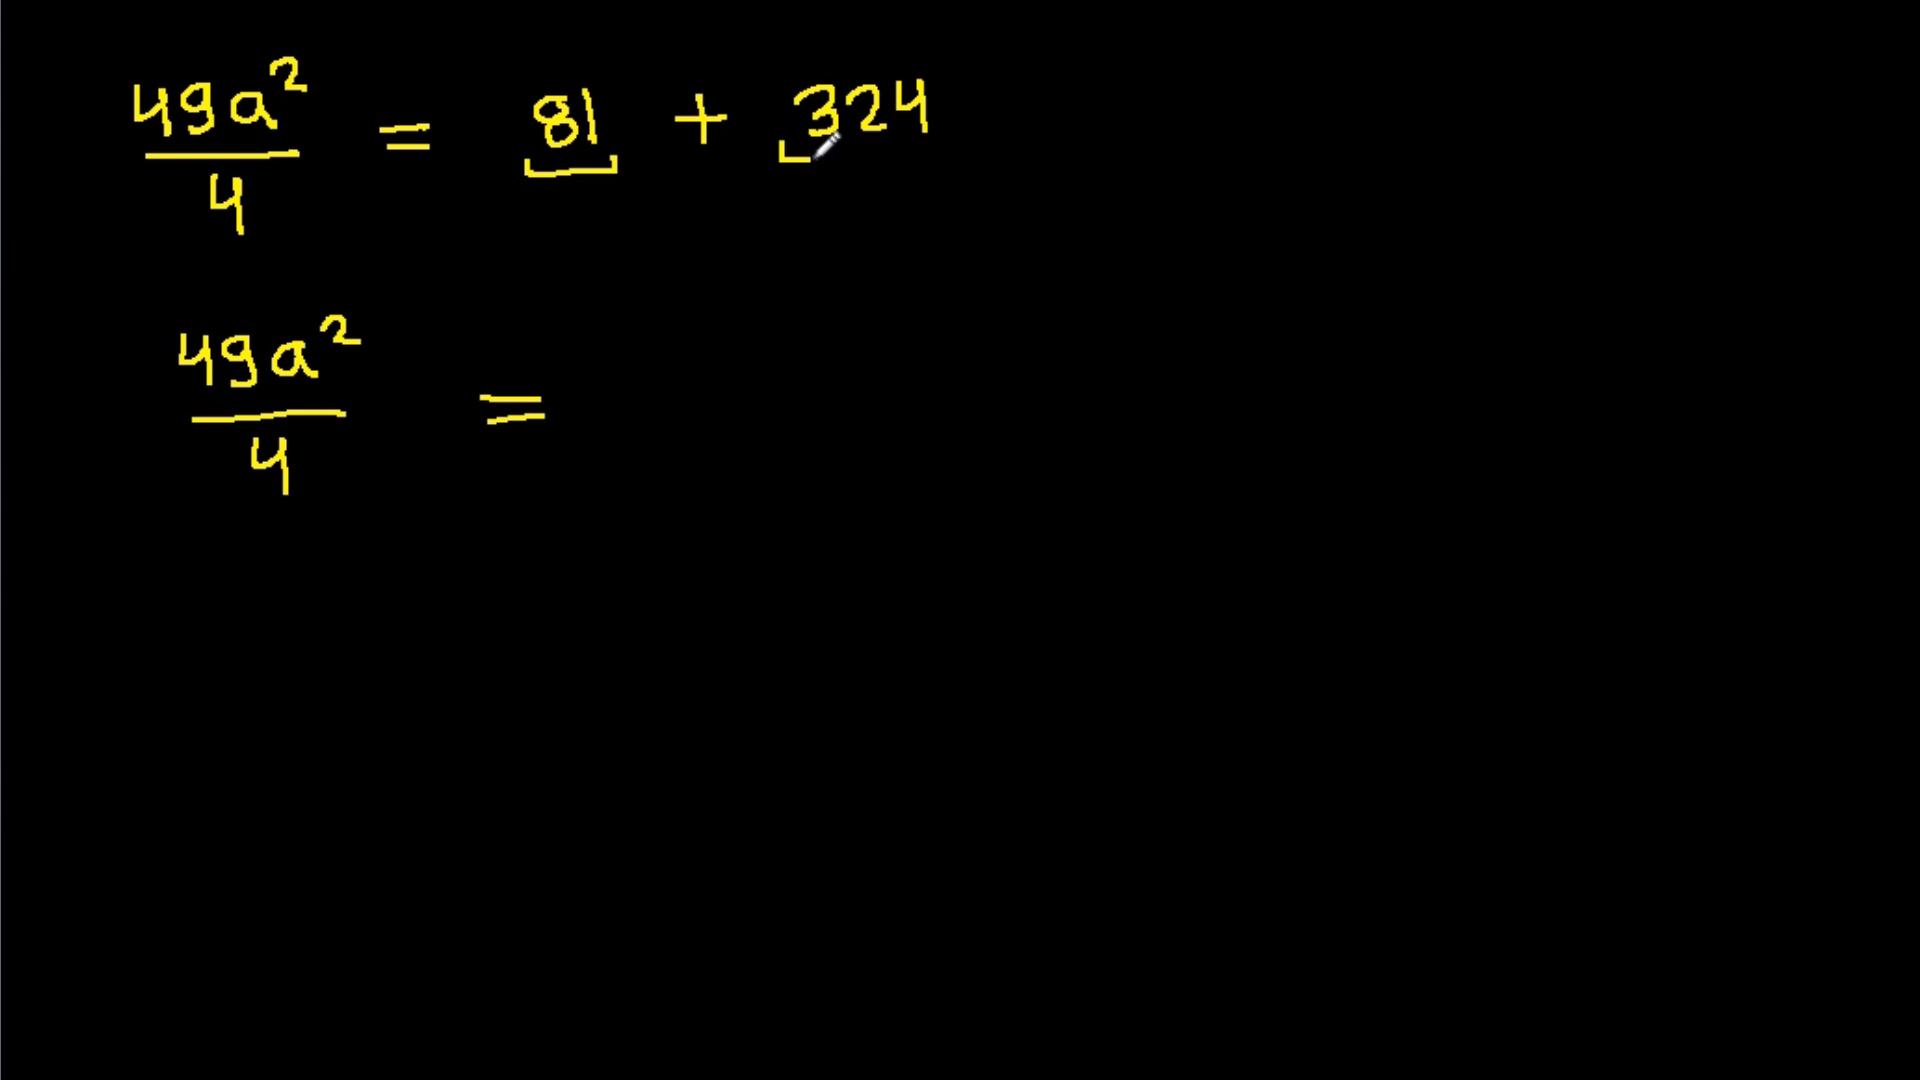 49a² / 4 = 81 + 324
49a² / 4 =